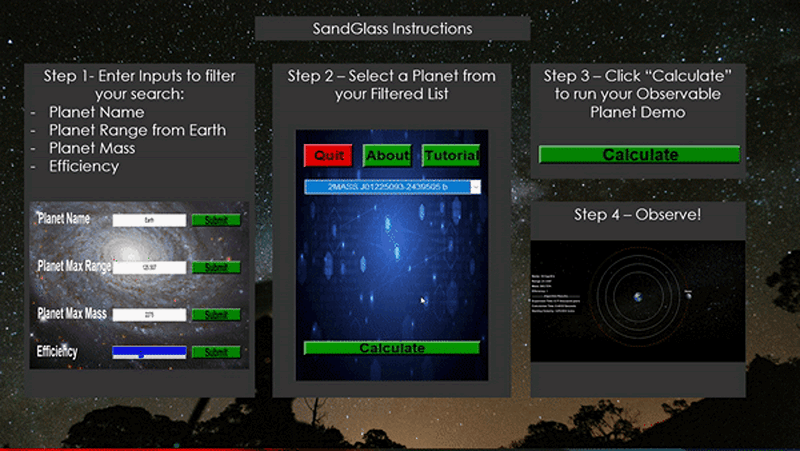 SandGlass Instructions
Step 1- Enter Inputs to filter
your search:
- Planet Name
- Planet Range from Earth
- Planet Mass
- Efficiency
Planet Name
Earth
Submit
Planet Max Range
Submit
Planet Max Mass
Submit
Efficiency
Submit
Step 2 – Select a Planet from
your Filtered List
Quit
About
Tutorial
2MASS J01225093-2439505 b
Calculate
Step 3 – Click “Calculate”
to run your Observable
Planet Demo
Calculate
Step 4 – Observe!